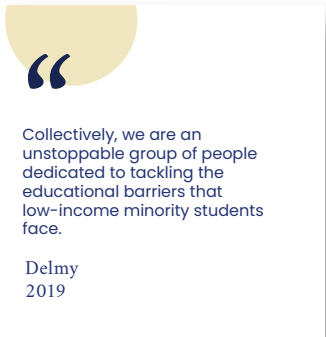 “
Collectively, we are an
unstoppable group of people
dedicated to tackling the
educational barriers that
low-income minority students
face.
Delmy
2019